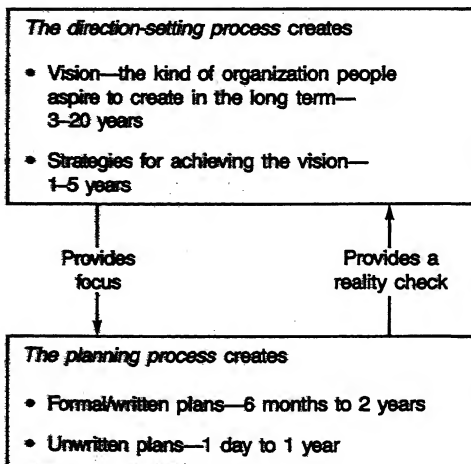 The direction-setting process creates
• Vision—the kind of organization people
aspire to create in the long term—
3–20 years
• Strategies for achieving the vision—
1–5 years
Provides
focus
Provides a
reality check
The planning process creates
• Formal/written plans—6 months to 2 years
• Unwritten plans—1 day to 1 year